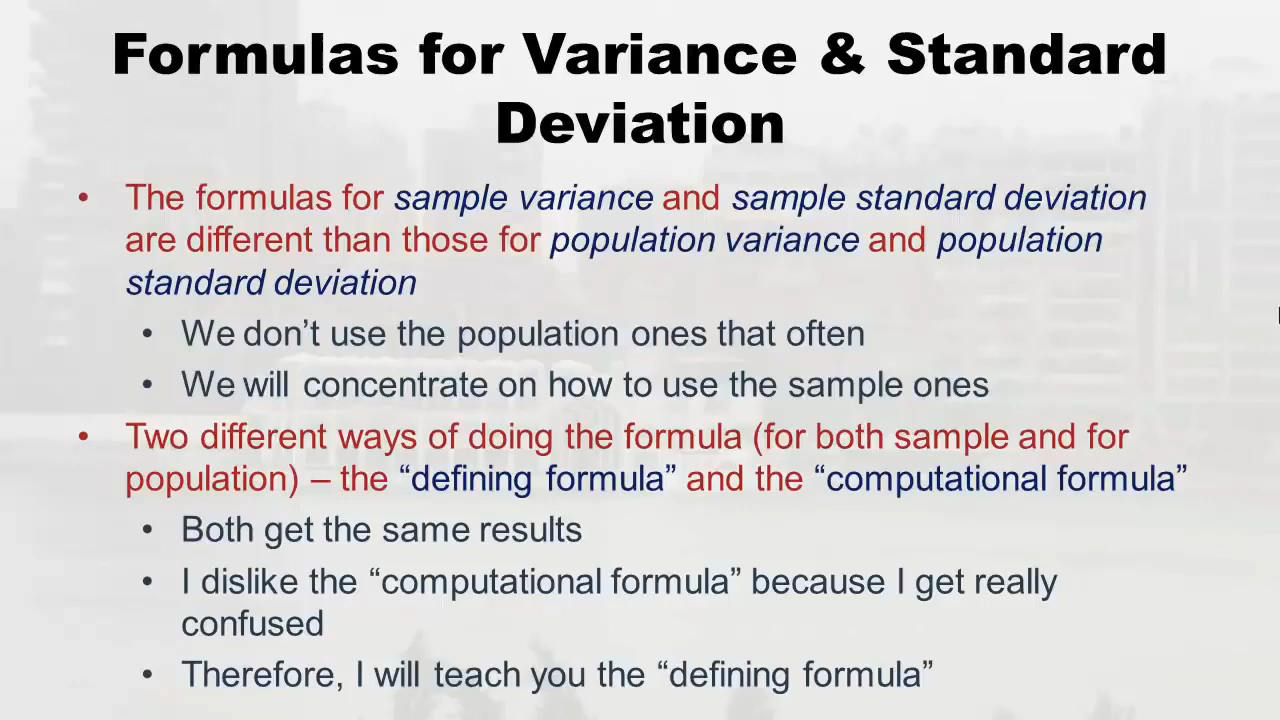 Formulas for Variance & Standard
Deviation
• The formulas for sample variance and sample standard deviation
are different than those for population variance and population
standard deviation
• We don’t use the population ones that often
• We will concentrate on how to use the sample ones
• Two different ways of doing the formula (for both sample and for
population) – the “defining formula” and the “computational formula”
• Both get the same results
• I dislike the “computational formula” because I get really
confused
• Therefore, I will teach you the “defining formula”